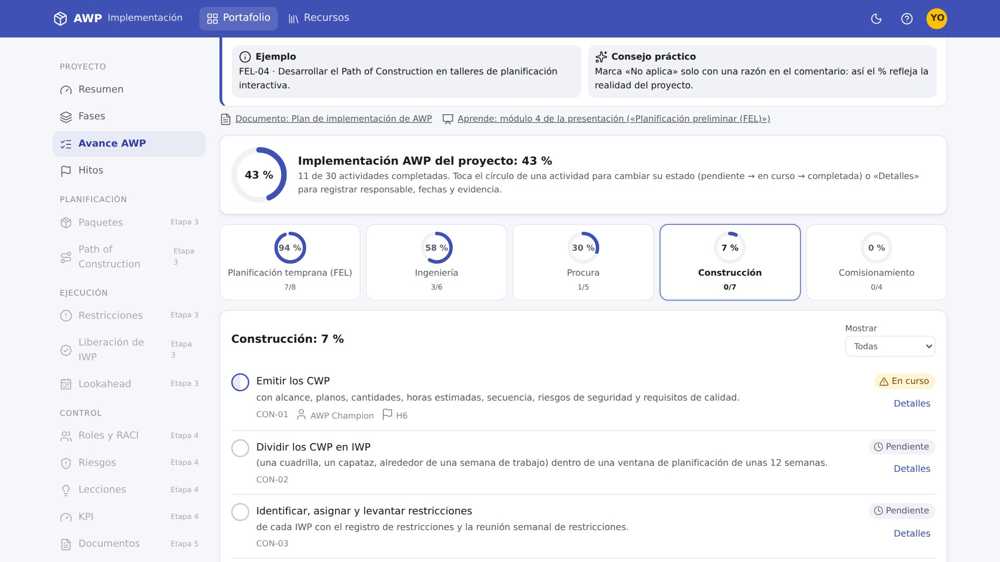 AWP Implementación
Portafolio
Recursos
YO
PROYECTO
Resumen
Fases
Avance AWP
Hitos
PLANIFICACIÓN
Paquetes Etapa 3
Path of Construction Etapa 3
EJECUCIÓN
Restricciones Etapa 3
Liberación de IWP Etapa 3
Lookahead Etapa 3
CONTROL
Roles y RACI Etapa 4
Riesgos Etapa 4
Lecciones Etapa 4
KPI Etapa 4
Documentos Etapa 5
Ejemplo
FEL-04 · Desarrollar el Path of Construction en talleres de planificación
interactiva.
Consejo práctico
Marca «No aplica» solo con una razón en el comentario: así el % refleja la
realidad del proyecto.
Documento: Plan de implementación de AWP
Aprende: módulo 4 de la presentación («Planificación preliminar (FEL)»)
43 %
Implementación AWP del proyecto: 43 %
11 de 30 actividades completadas. Toca el círculo de una actividad para cambiar su estado (pendiente → en curso → completada) o «Detalles»
para registrar responsable, fechas y evidencia.
94 %
Planificación temprana (FEL)
7/8
58 %
Ingeniería
3/6
30 %
Procura
1/5
7 %
Construcción
0/7
0 %
Comisionamiento
0/4
Construcción: 7 %
Mostrar
Todas
Emitir los CWP
En curso
con alcance, planos, cantidades, horas estimadas, secuencia, riesgos de seguridad y requisitos de calidad.
Detalles
CON-01 AWP Champion H6
Dividir los CWP en IWP
Pendiente
(una cuadrilla, un capataz, alrededor de una semana de trabajo) dentro de una ventana de planificación de unas 12 semanas.
Detalles
CON-02
Identificar, asignar y levantar restricciones
Pendiente
de cada IWP con el registro de restricciones y la reunión semanal de restricciones.
Detalles
CON-03